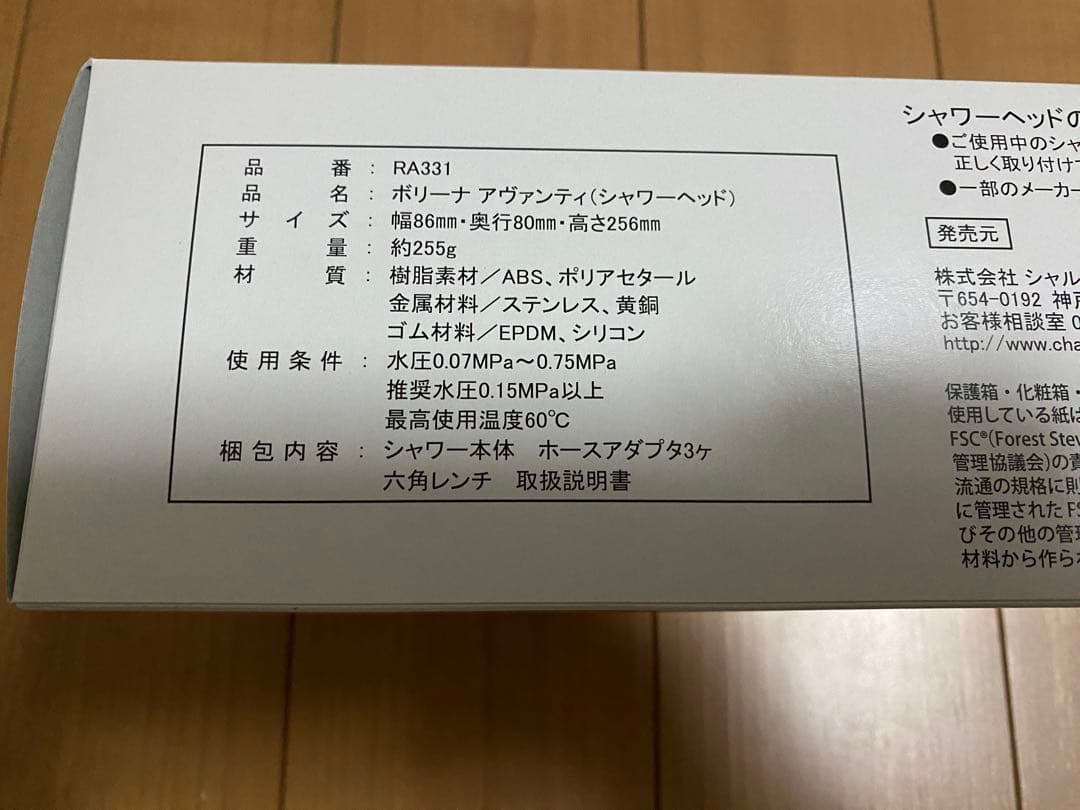 品番：RA331
品名：ボリーナ アヴァンティ(シャワーヘッド)
サイズ：幅86㎜・奥行80㎜・高さ256㎜
重量：約255g
材質：樹脂素材／ABS、ポリアセタール
金属材料／ステンレス、黄銅
ゴム材料／EPDM、シリコン
使用条件：水圧0.07MPa〜0.75MPa
推奨水圧0.15MPa以上
最高使用温度60℃
梱包内容：シャワー本体 ホースアダプタ3ヶ
六角レンチ 取扱説明書
シャワーヘッドの
●ご使用中のシャ
正しく取り付けて
●一部のメーカー
発売元
株式会社 シャル
〒654-0192 神戸
お客様相談室 0
http://www.cha
保護箱・化粧箱・
使用している紙は
FSC®(Forest Stew
管理協議会)の責
流通の規格に則
に管理された FS
びその他の管理
材料から作られ